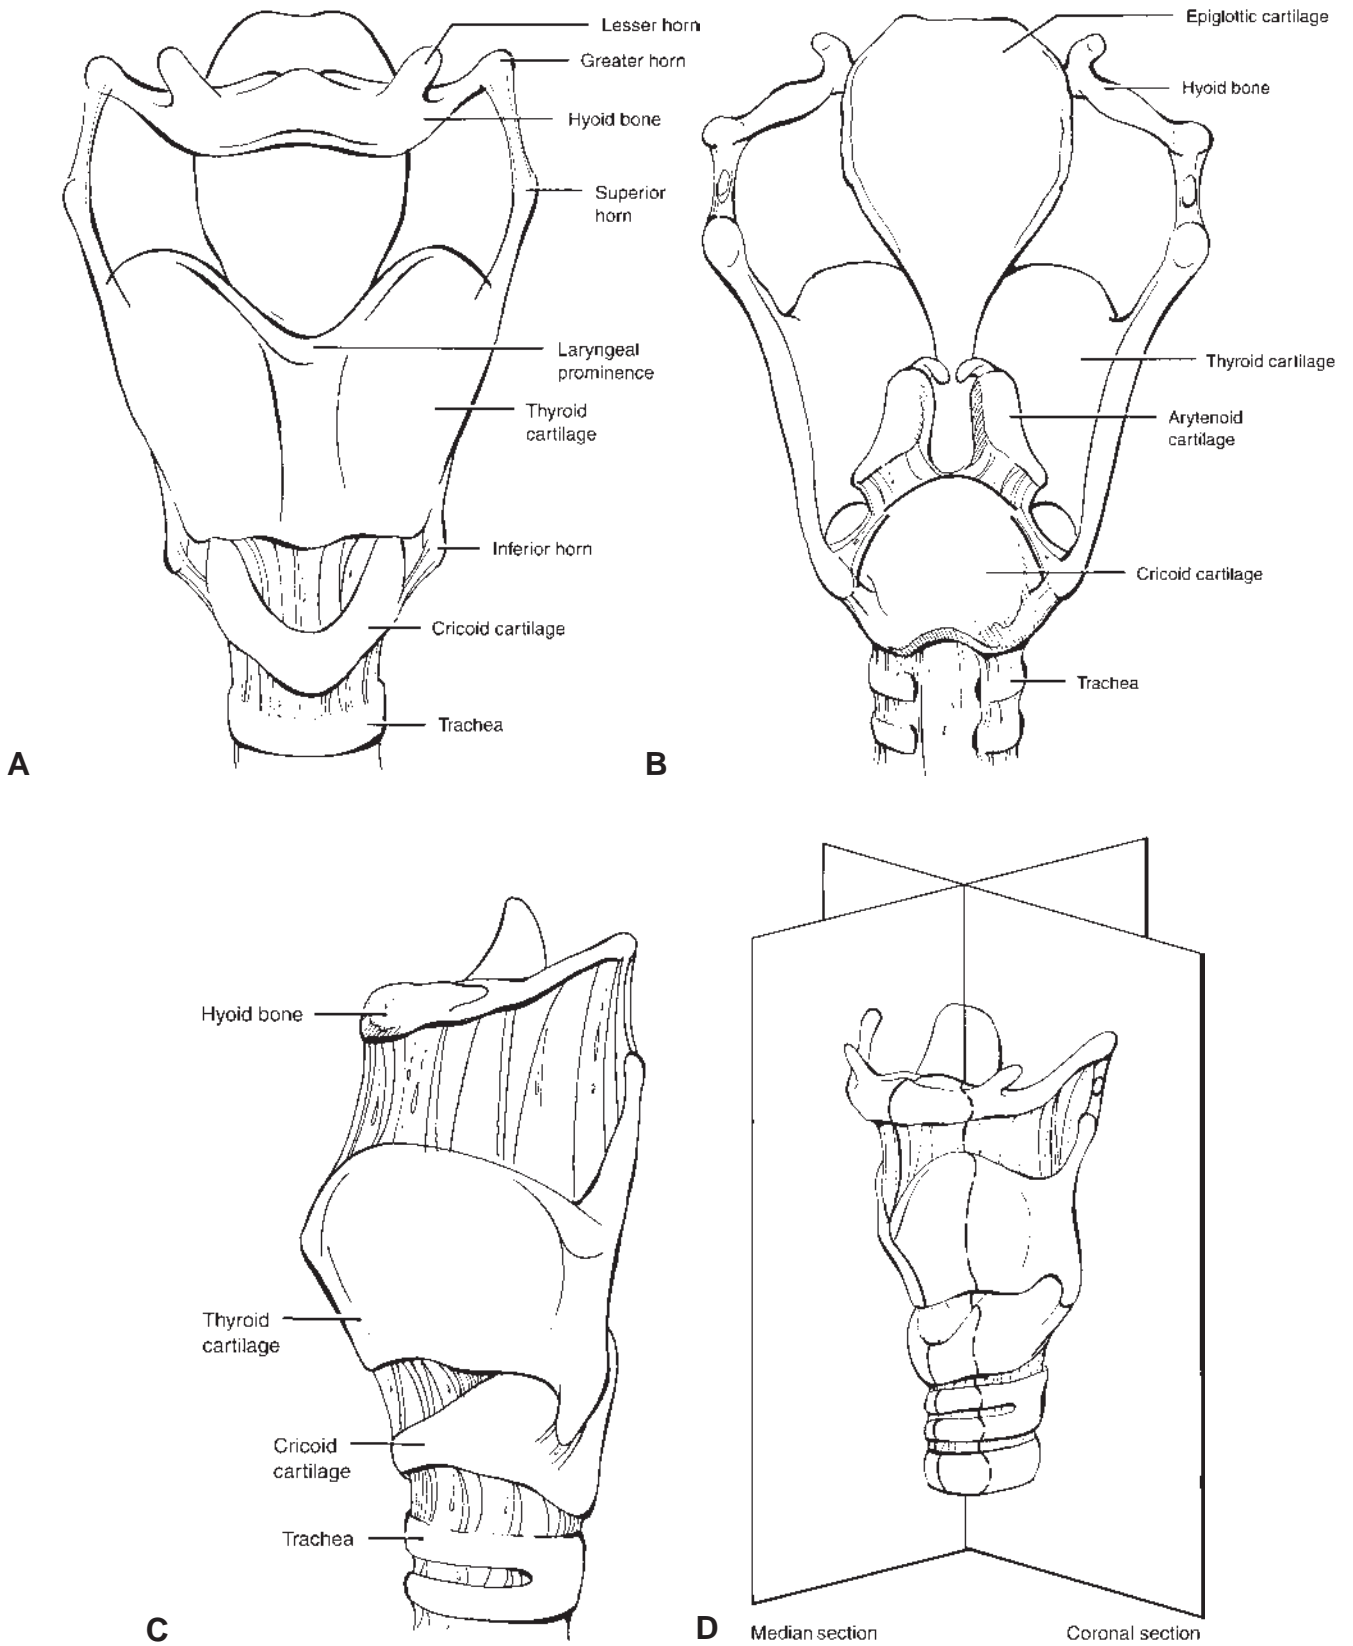 Lesser horn
Greater horn
Hyoid bone
Superior
horn
Laryngeal
prominence
Thyroid
cartilage
Inferior horn
Cricoid cartilage
Trachea
A
Epiglottic cartilage
Hyoid bone
Thyroid cartilage
Arytenoid
cartilage
Cricoid cartilage
Trachea
B
Hyoid bone
Thyroid
cartilage
Cricoid
cartilage
Trachea
C
D
Median section
Coronal section